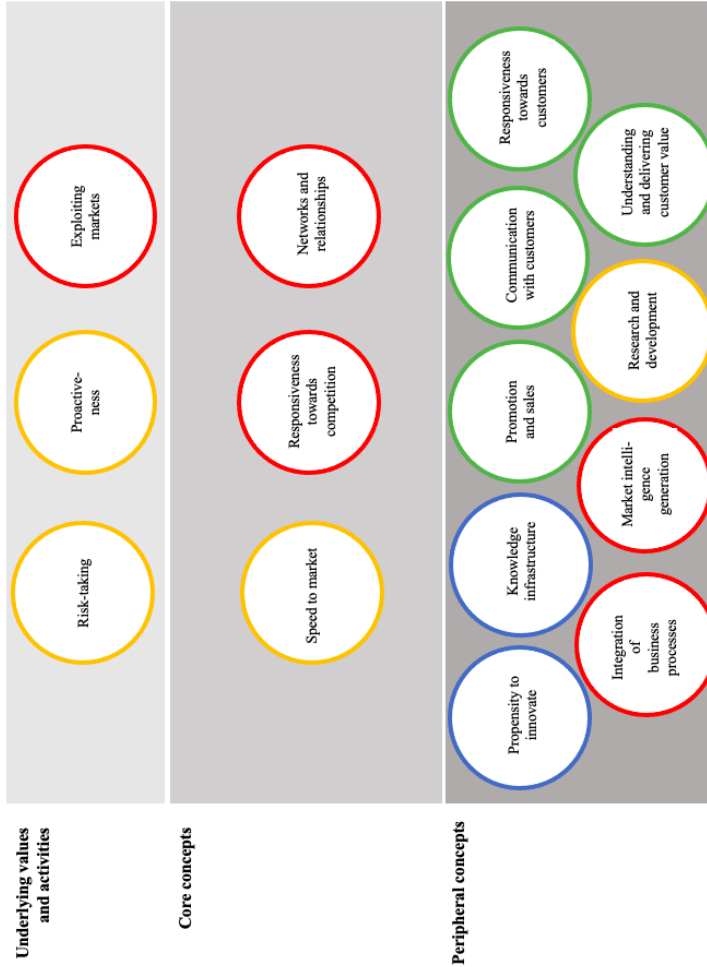 Underlying values
and activities
Risk-taking
Proactive-
ness
Exploiting
markets
Core concepts
Speed to market
Responsiveness
towards
competition
Networks and
relationships
Peripheral concepts
Propensity to
innovate
Knowledge
infrastructure
Promotion
and sales
Communication
with customers
Responsiveness
towards
customers
Integration
of
business
processes
Market intelli-
gence
generation
Research and
development
Understanding
and delivering
customer value